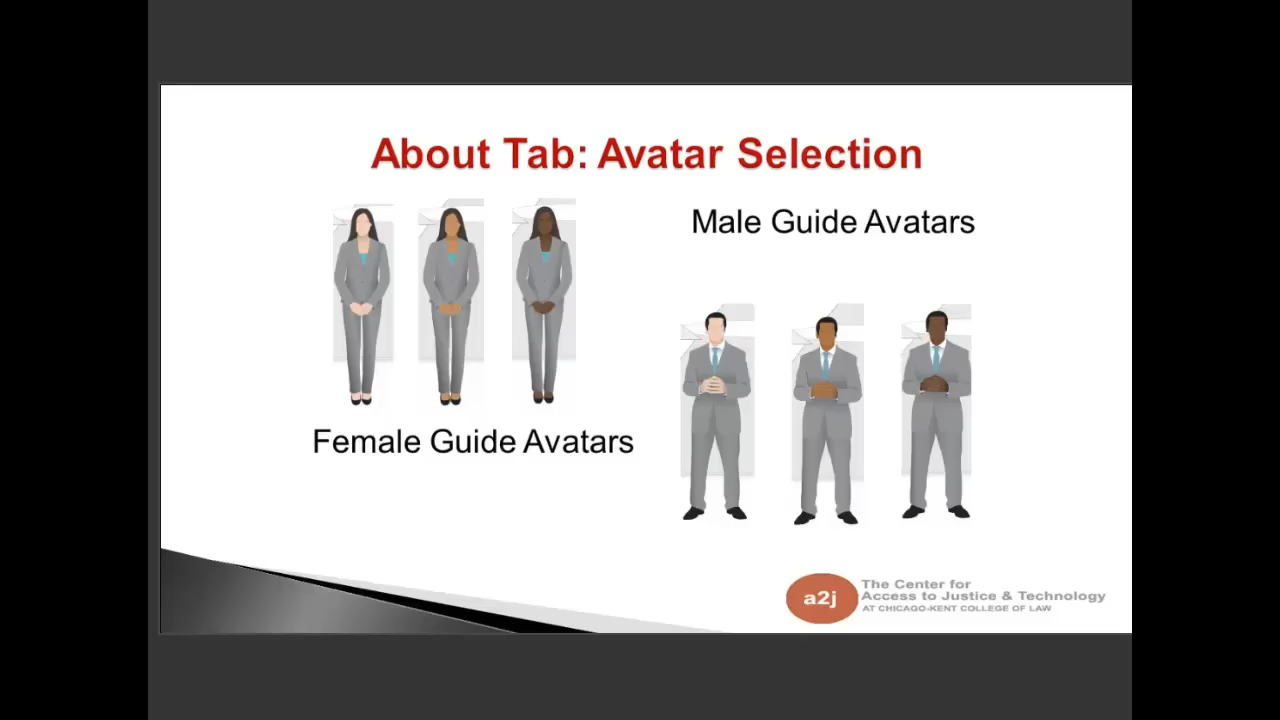 About Tab: Avatar Selection
Male Guide Avatars
Female Guide Avatars
a2j
The Center for
Access to Justice & Technology
AT CHICAGO-KENT COLLEGE OF LAW